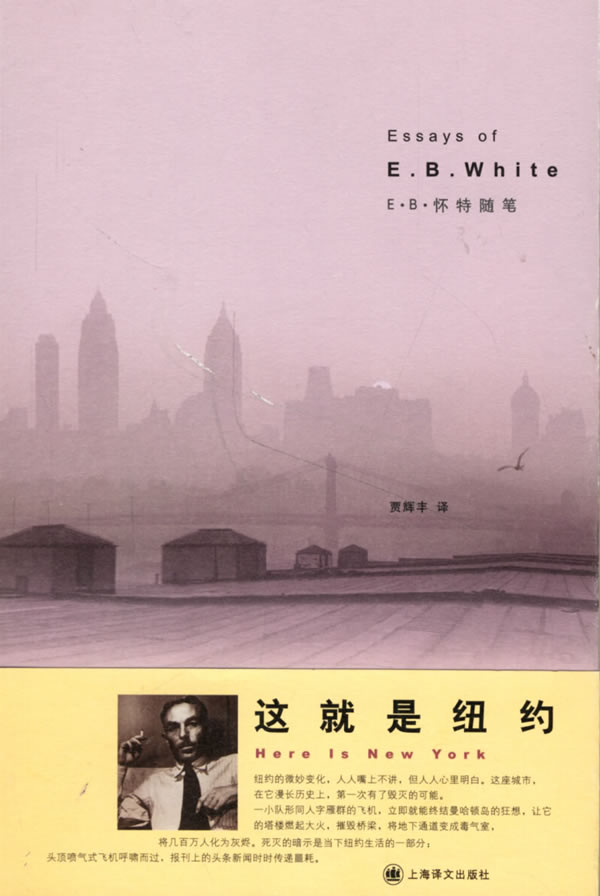 Essays of
E.B.White
E·B·怀特随笔
贾辉丰 译
这就是纽约
Here Is New York
纽约的微妙变化,人人嘴上不讲,但人人心里明白。这座城市,
在它漫长历史上,第一次有了毁灭的可能。
一小队形同人字雁群的飞机,立即就能终结曼哈顿岛的狂想,让它
的塔楼燃起大火,摧毁桥梁,将地下通道变成毒气室,
将几百万人化为灰烬。死灭的暗示是当下纽约生活的一部分:
头顶喷气式飞机呼啸而过,报刊上的头条新闻时时传递噩耗。
上海译文出版社